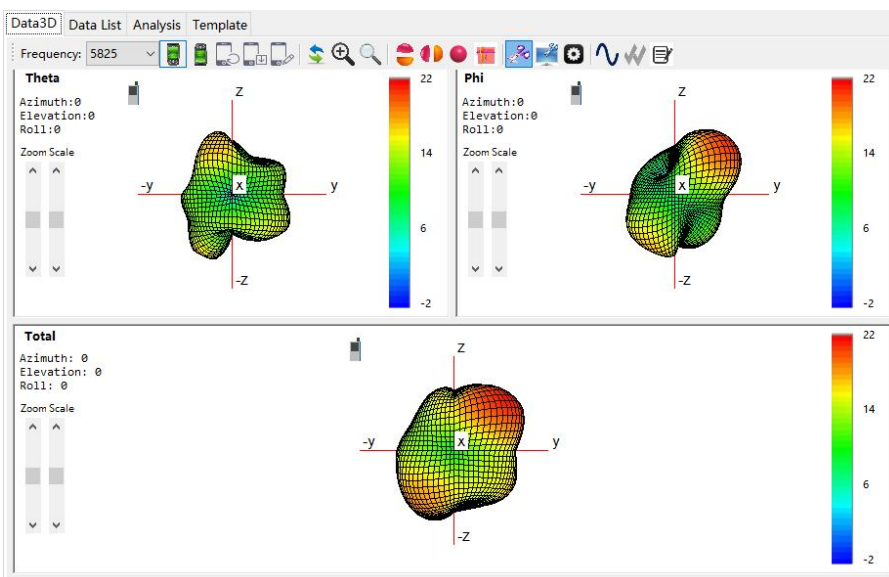 Data3D Data List Analysis Template
Frequency: 5825
Theta
Azimuth:0
Elevation:0
Roll:0
Zoom Scale
Z
-y
X
y
-Z
22
14
6
-2
Phi
Azimuth:0
Elevation:0
Roll:0
Zoom Scale
Z
-y
X
y
-Z
22
14
6
-2
Total
Azimuth: 0
Elevation: 0
Roll: 0
Zoom Scale
Z
-y
X
y
-Z
22
14
6
-2